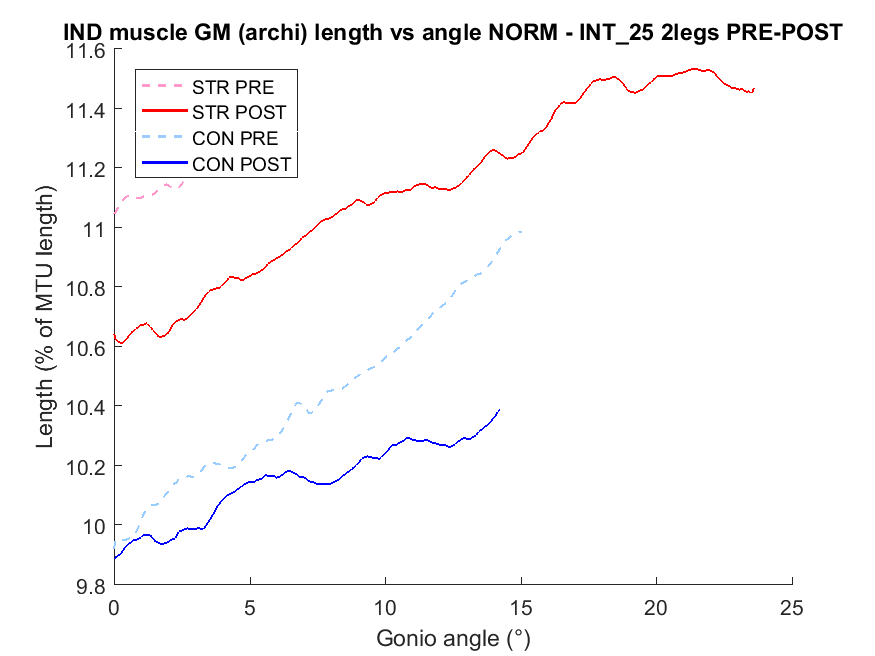 IND muscle GM (archi) length vs angle NORM - INT_25 2legs PRE-POST
11.6
11.4
11.2
11
10.8
10.6
10.4
10.2
10
9.8
Length (% of MTU length)
STR PRE
STR POST
CON PRE
CON POST
0 5 10 15 20 25
Gonio angle (°)